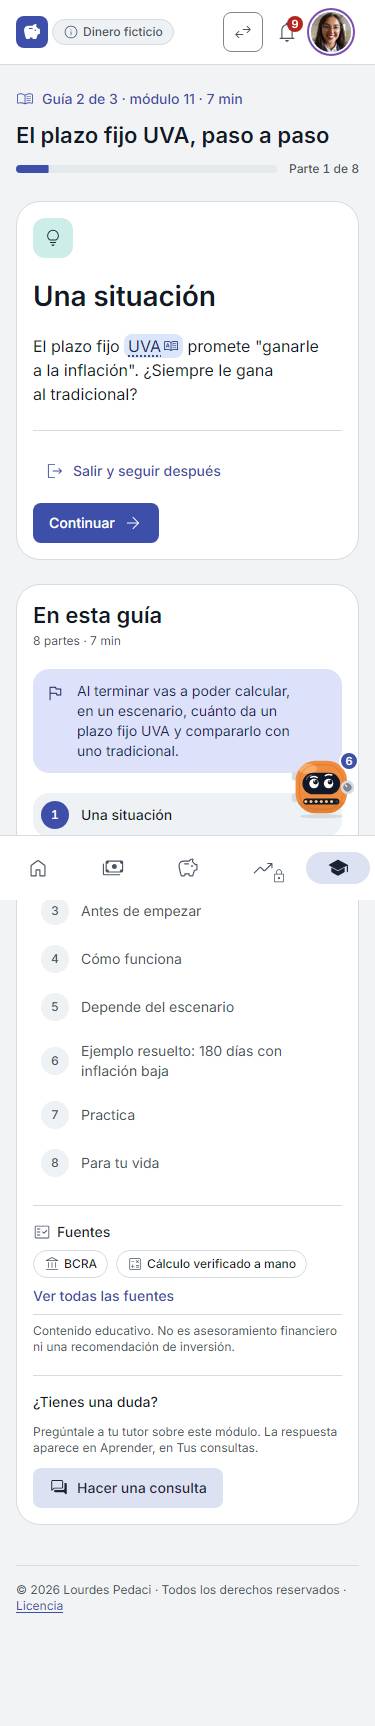 Dinero ficticio
9
Guía 2 de 3 · módulo 11 · 7 min
El plazo fijo UVA, paso a paso
Parte 1 de 8
Una situación
El plazo fijo UVA promete "ganarle
a la inflación". ¿Siempre le gana
al tradicional?
Salir y seguir después
Continuar
En esta guía
8 partes · 7 min
Al terminar vas a poder calcular,
en un escenario, cuánto da un
plazo fijo UVA y compararlo con
uno tradicional.
6
1 Una situación
3 Antes de empezar
4 Cómo funciona
5 Depende del escenario
6 Ejemplo resuelto: 180 días con
inflación baja
7 Practica
8 Para tu vida
Fuentes
BCRA
Cálculo verificado a mano
Ver todas las fuentes
Contenido educativo. No es asesoramiento financiero
ni una recomendación de inversión.
¿Tienes una duda?
Pregúntale a tu tutor sobre este módulo. La respuesta
aparece en Aprender, en Tus consultas.
Hacer una consulta
© 2026 Lourdes Pedaci · Todos los derechos reservados ·
Licencia